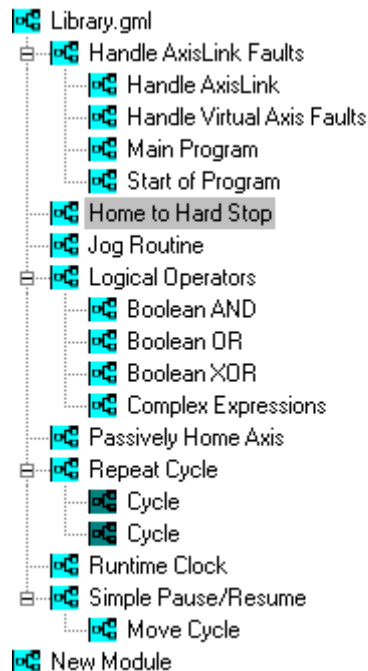 Library.gml
Handle AxisLink Faults
Handle AxisLink
Handle Virtual Axis Faults
Main Program
Start of Program
Home to Hard Stop
Jog Routine
Logical Operators
Boolean AND
Boolean OR
Boolean XOR
Complex Expressions
Passively Home Axis
Repeat Cycle
Cycle
Cycle
Runtime Clock
Simple Pause/Resume
Move Cycle
New Module